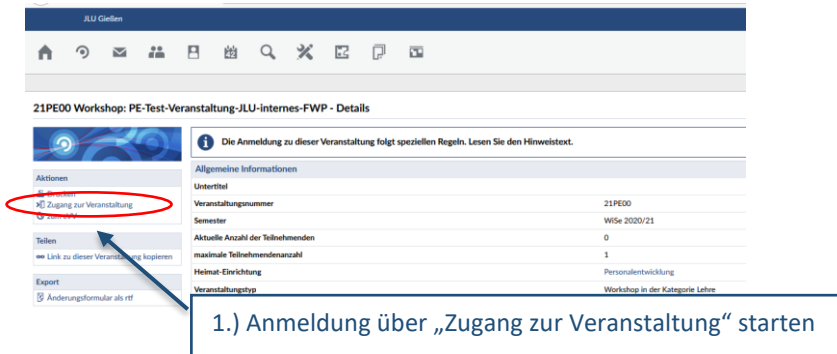 JLU Gießen
42
21PE00 Workshop: PE-Test-Veranstaltung-JLU-internes-FWP - Details
Die Anmeldung zu dieser Veranstaltung folgt speziellen Regeln. Lesen Sie den Hinweistext.
Aktionen
Drucken
Zugang zur Veranstaltung
Teilen
Link zu dieser Veranstaltung kopieren
Export
Änderungsformular als rtf
Allgemeine Informationen
Untertitel
Veranstaltungsnummer 21PE00
Semester WiSe 2020/21
Aktuelle Anzahl der Teilnehmenden 0
maximale Teilnehmendenanzahl 1
Heimat-Einrichtung Personalentwicklung
Veranstaltungstyp Workshop in der Kategorie Lehre
1.) Anmeldung über „Zugang zur Veranstaltung“ starten